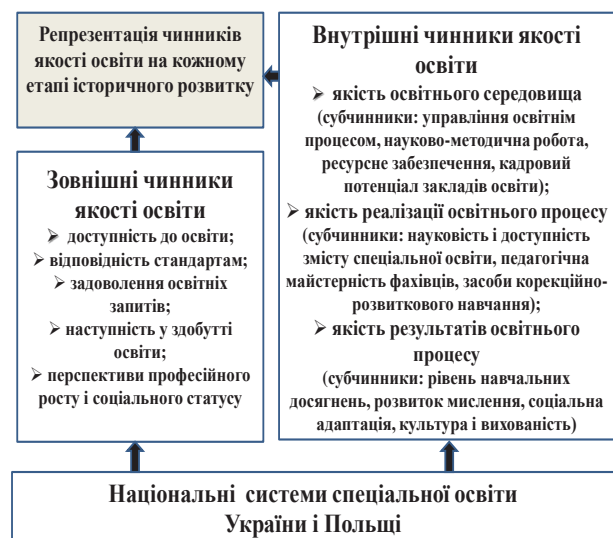 Репрезентація чинників
якості освіти на кожному
етапі історичного розвитку
Зовнішні чинники
якості освіти
➢ доступність до освіти;
➢ відповідність стандартам;
➢ задоволення освітніх
запитів;
➢ наступність у здобутті
освіти;
➢ перспективи професійного
росту і соціального статусу
Внутрішні чинники якості
освіти
➢ якість освітнього середовища
(субчинники: управління освітнім
процесом, науково-методична робота,
ресурсне забезпечення, кадровий
потенціал закладів освіти);
➢ якість реалізації освітнього процесу
(субчинники: науковість і доступність
змісту спеціальної освіти, педагогічна
майстерність фахівців, засоби корекційно-
розвиткового навчання);
➢ якість результатів освітнього
процесу
(субчинники: рівень навчальних
досягнень, розвиток мислення, соціальна
адаптація, культура і вихованість)
Національні системи спеціальної освіти
України і Польщі